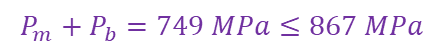 Pm + Pb = 749 MPa ≤ 867 MPa